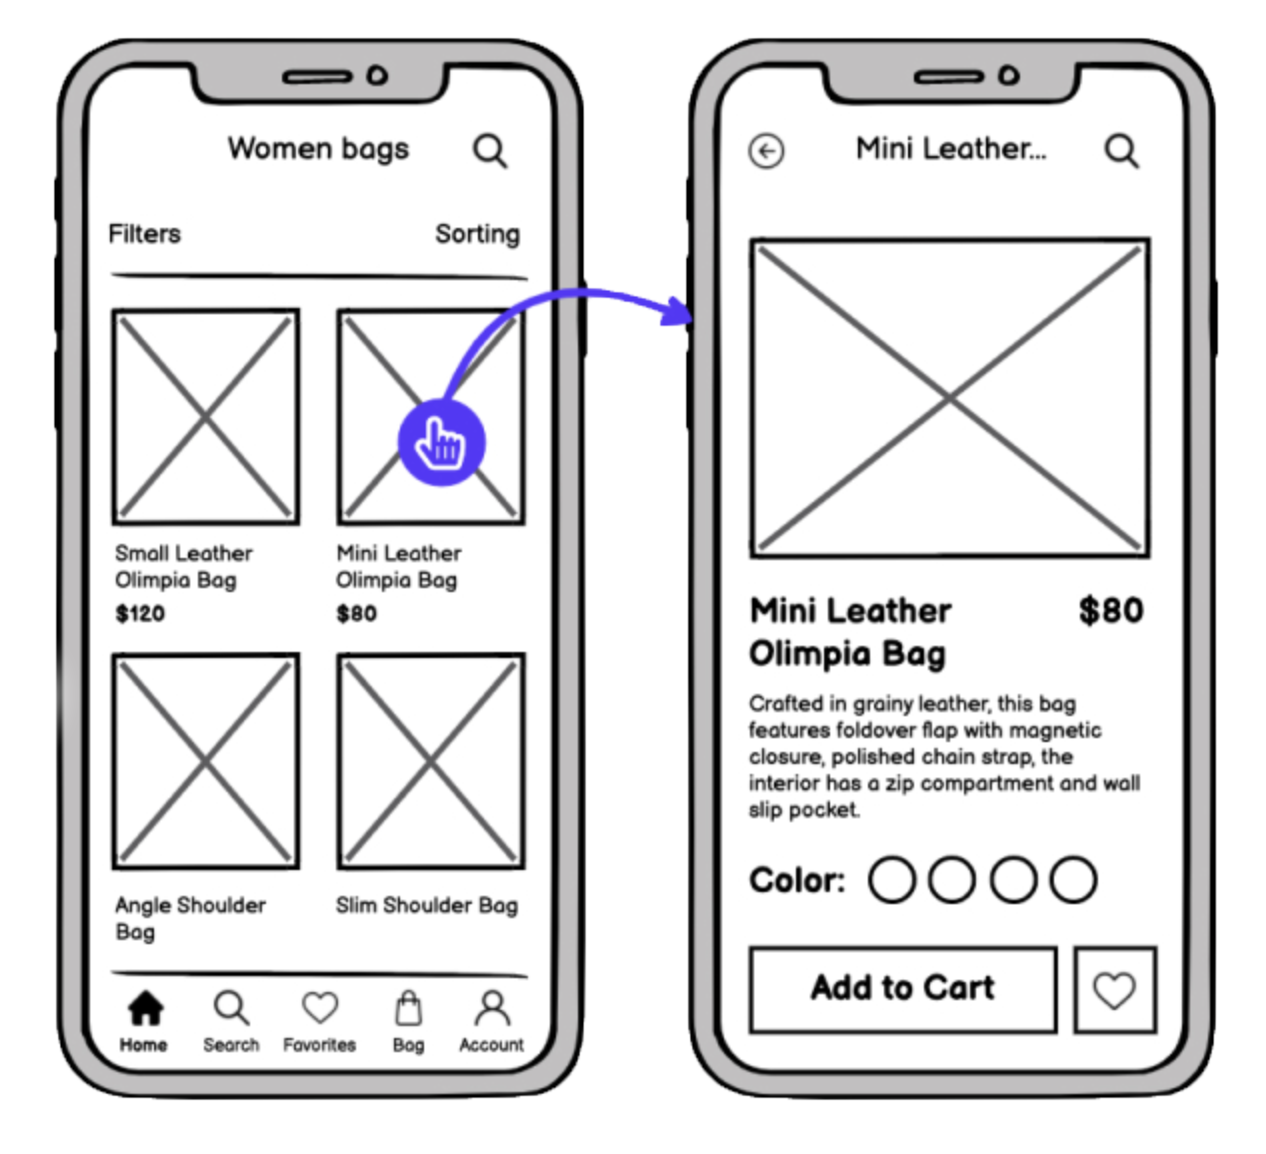 Women bags
Filters
Sorting
Small Leather
Olimpia Bag
$120
Mini Leather
Olimpia Bag
$80
Angle Shoulder
Bag
Slim Shoulder Bag
Home
Search
Favorites
Bag
Account
Mini Leather...
Mini Leather
Olimpia Bag
$80
Crafted in grainy leather, this bag
features foldover flap with magnetic
closure, polished chain strap, the
interior has a zip compartment and wall
slip pocket.
Color:
Add to Cart